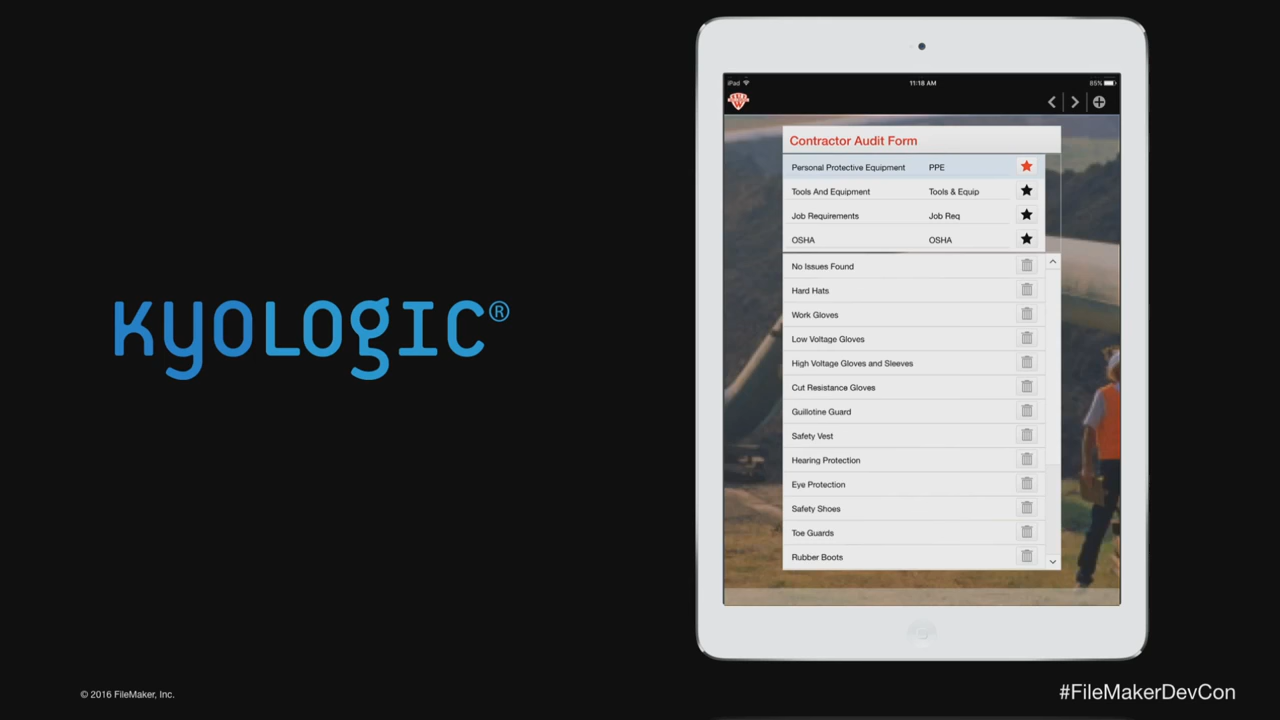 KYOLOGIC®
iPad
11:18 AM
85%
Contractor Audit Form
Personal Protective Equipment PPE
Tools And Equipment Tools & Equip
Job Requirements Job Req
OSHA OSHA
No Issues Found
Hard Hats
Work Gloves
Low Voltage Gloves
High Voltage Gloves and Sleeves
Cut Resistance Gloves
Guillotine Guard
Safety Vest
Hearing Protection
Eye Protection
Safety Shoes
Toe Guards
Rubber Boots
© 2016 FileMaker, Inc.
#FileMakerDevCon